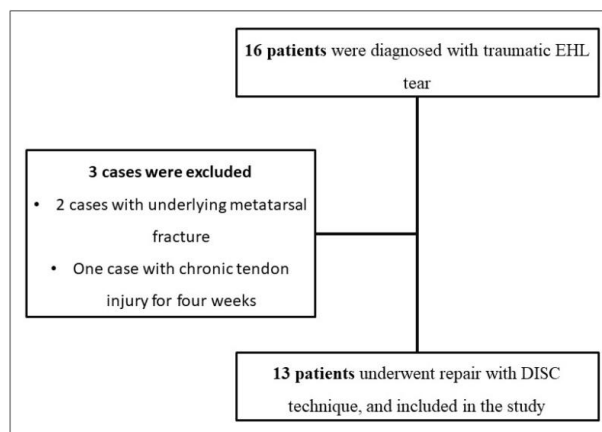 16 patients were diagnosed with traumatic EHL
tear
3 cases were excluded
• 2 cases with underlying metatarsal
fracture
• One case with chronic tendon
injury for four weeks
13 patients underwent repair with DISC
technique, and included in the study